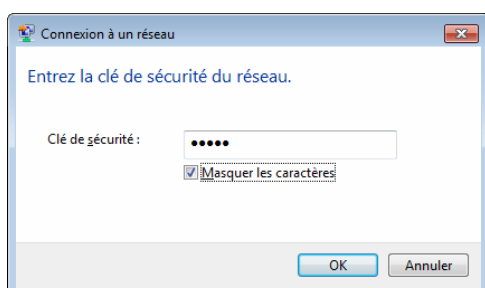 Connexion à un réseau
Entrez la clé de sécurité du réseau.
Clé de sécurité : •••••
Masquer les caractères
OK Annuler